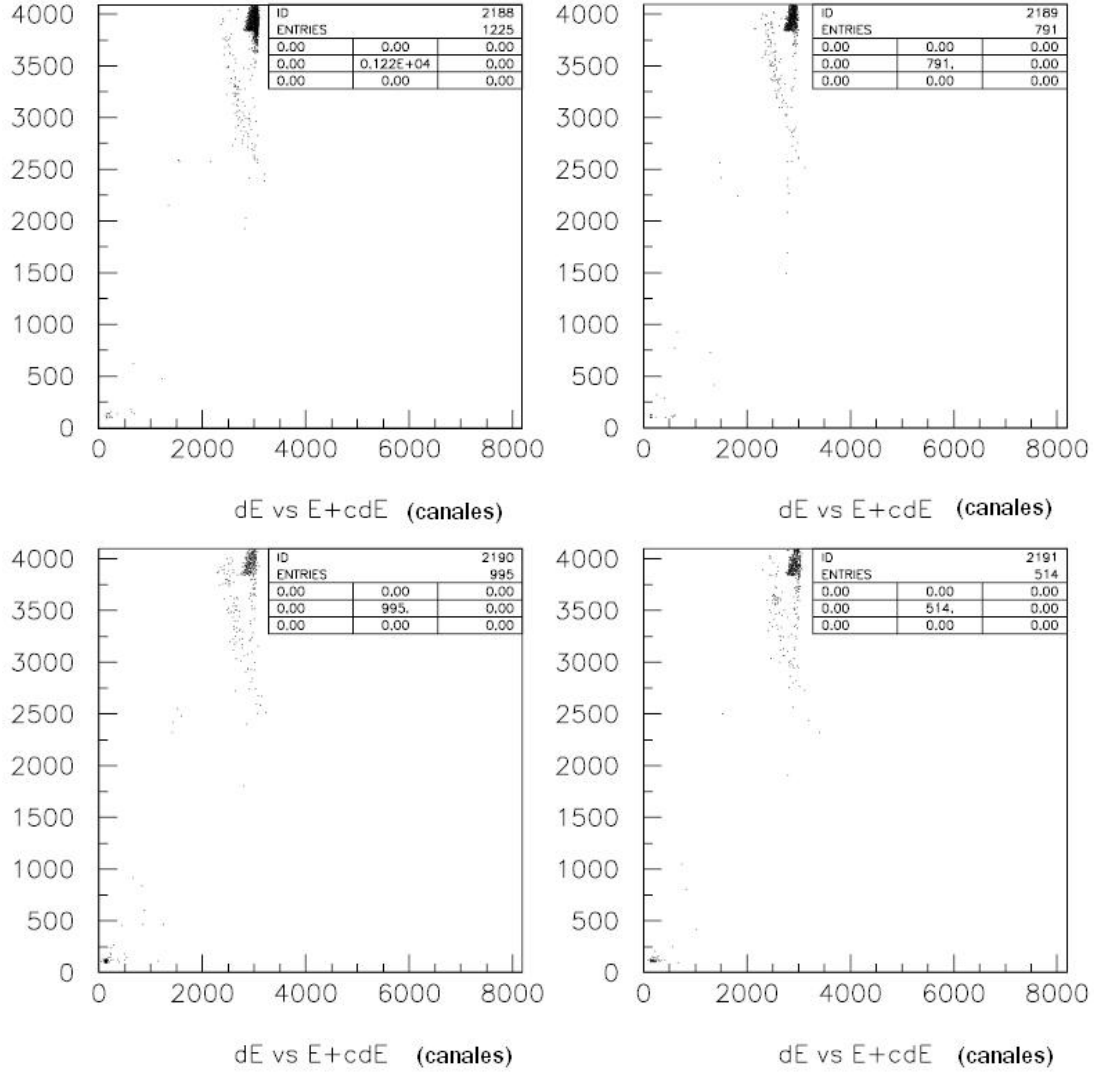 4000
3500
3000
2500
2000
1500
1000
500
0
0 2000 4000 6000 8000
ID 2188
ENTRIES 1225
0.00 0.00 0.00
0.00 0.122E+04 0.00
0.00 0.00 0.00
dE vs E+cdE (canales)
4000
3500
3000
2500
2000
1500
1000
500
0
0 2000 4000 6000 8000
ID 2189
ENTRIES 791
0.00 0.00 0.00
0.00 791. 0.00
0.00 0.00 0.00
dE vs E+cdE (canales)
4000
3500
3000
2500
2000
1500
1000
500
0
0 2000 4000 6000 8000
ID 2190
ENTRIES 995
0.00 0.00 0.00
0.00 995. 0.00
0.00 0.00 0.00
dE vs E+cdE (canales)
4000
3500
3000
2500
2000
1500
1000
500
0
0 2000 4000 6000 8000
ID 2191
ENTRIES 514
0.00 0.00 0.00
0.00 514. 0.00
0.00 0.00 0.00
dE vs E+cdE (canales)